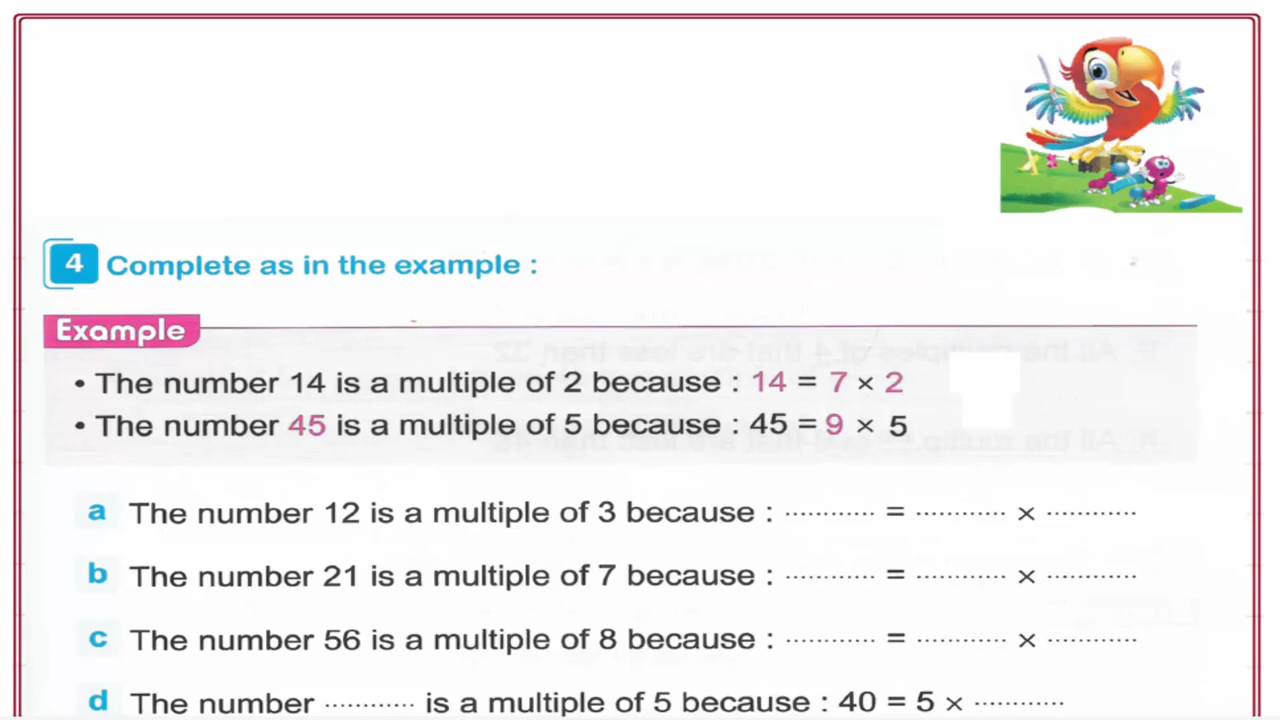 4 Complete as in the example :
Example
• The number 14 is a multiple of 2 because : 14 = 7 × 2
• The number 45 is a multiple of 5 because : 45 = 9 × 5
a The number 12 is a multiple of 3 because : ............ = ............ × ............
b The number 21 is a multiple of 7 because : ............ = ............ × ............
c The number 56 is a multiple of 8 because : ............ = ............ × ............
d The number ............ is a multiple of 5 because : 40 = 5 × ............